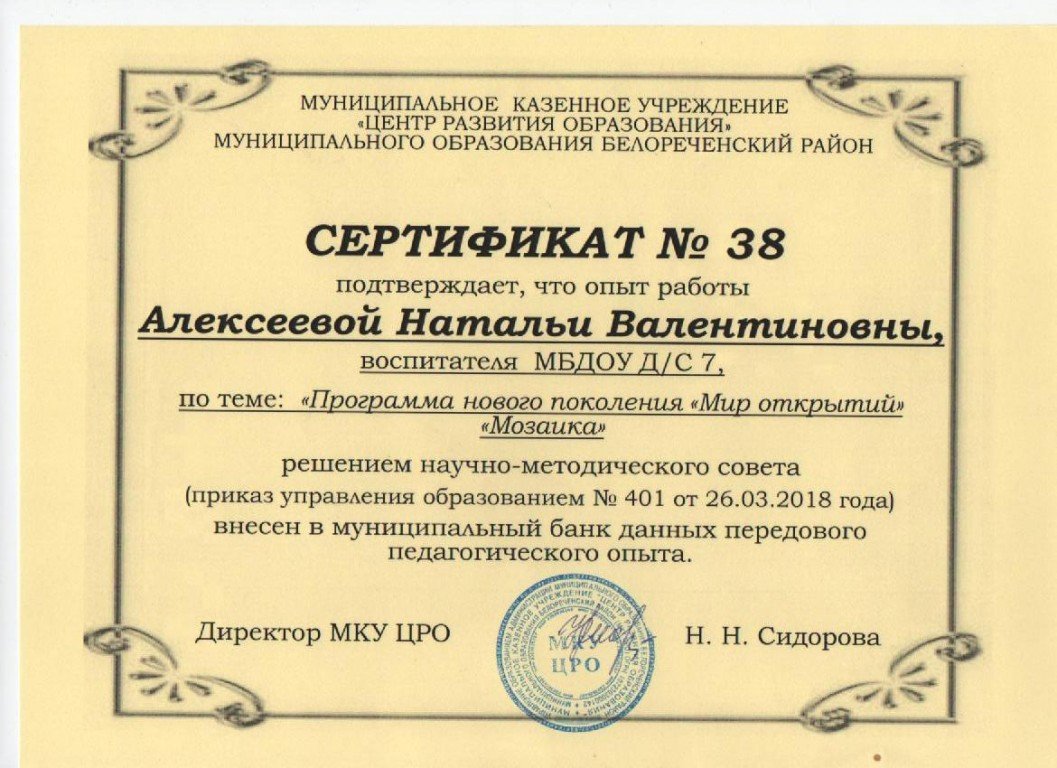 МУНИЦИПАЛЬНОЕ КАЗЕННОЕ УЧРЕЖДЕНИЕ
«ЦЕНТР РАЗВИТИЯ ОБРАЗОВАНИЯ»
МУНИЦИПАЛЬНОГО ОБРАЗОВАНИЯ БЕЛОРЕЧЕНСКИЙ РАЙОН
СЕРТИФИКАТ № 38
подтверждает, что опыт работы
Алексеевой Натальи Валентиновны,
воспитателя МБДОУ Д/С 7,
по теме: «Программа нового поколения «Мир открытий»
«Мозаика»
решением научно-методического совета
(приказ управления образованием № 401 от 26.03.2018 года)
внесен в муниципальный банк данных передового
педагогического опыта.
Директор МКУ ЦРО Н. Н. Сидорова
МКУ
ЦРО